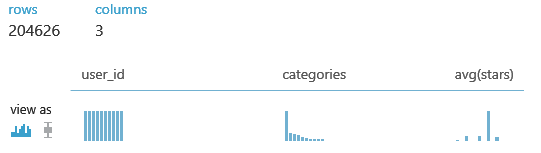 rows columns
204626 3
user_id categories avg(stars)
view as